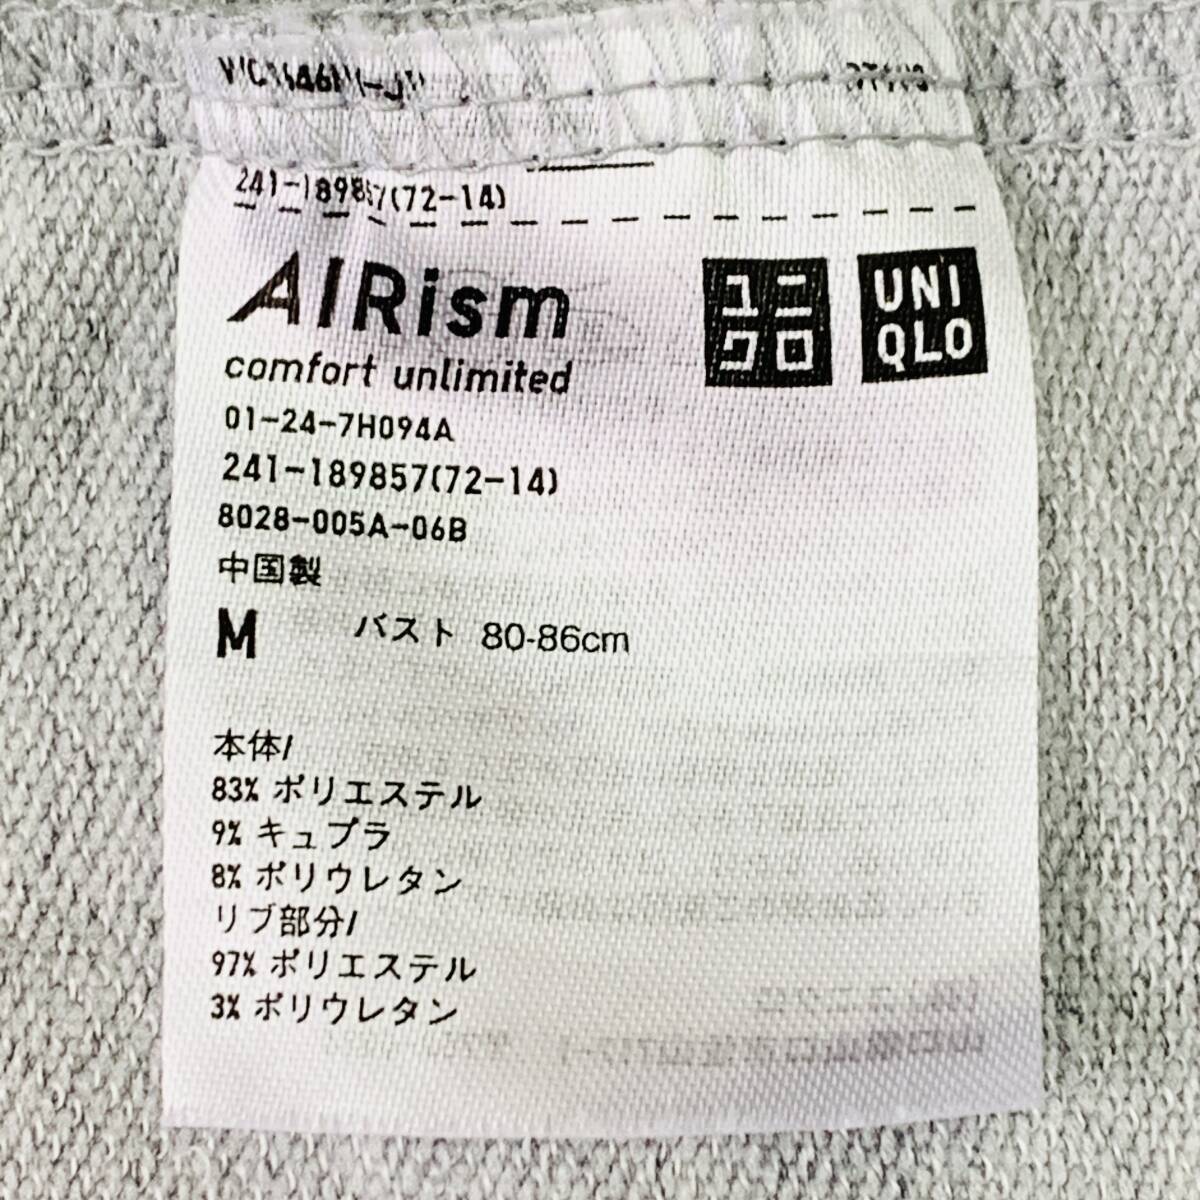 241-189857(72-14)
AIRism
comfort unlimited
ユニクロ
UNIQLO
01-24-7H094A
241-189857(72-14)
8028-005A-06B
中国製
M バスト 80-86cm
本体/
83% ポリエステル
9% キュプラ
8% ポリウレタン
リブ部分/
97% ポリエステル
3% ポリウレタン